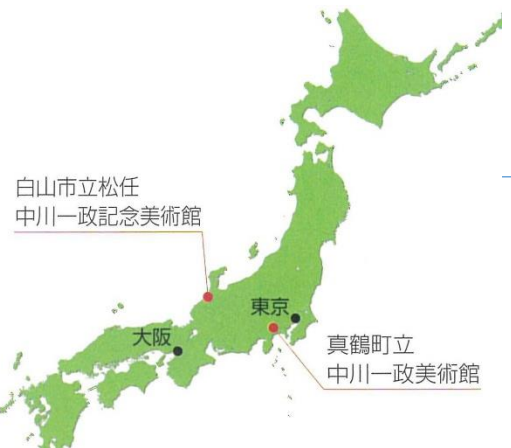 白山市立松任
中川一政記念美術館
東京
大阪
真鶴町立
中川一政美術館